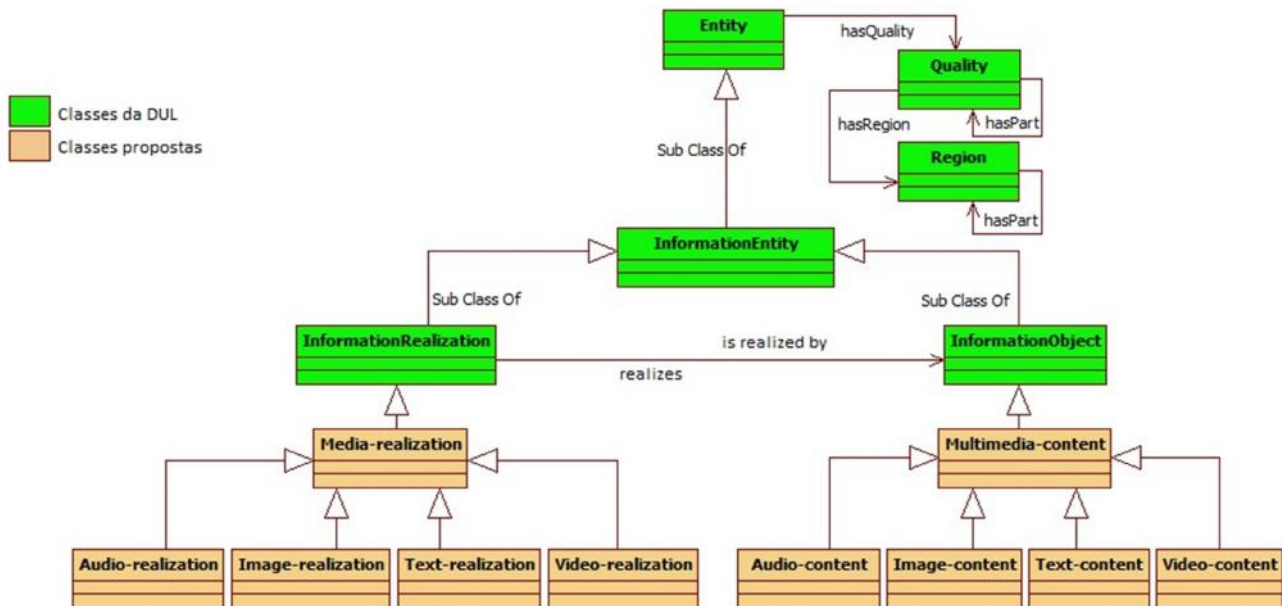 Entity
hasQuality
Quality
Classes da DUL
hasPart
hasRegion
Classes propostas
Sub Class Of
Region
hasPart
InformationEntity
Sub Class Of
Sub Class Of
InformationRealization
is realized by
InformationObject
realizes
Media-realization
Multimedia-content
Audio-realization
Image-realization
Text-realization
Video-realization
Audio-content
Image-content
Text-content
Video-content